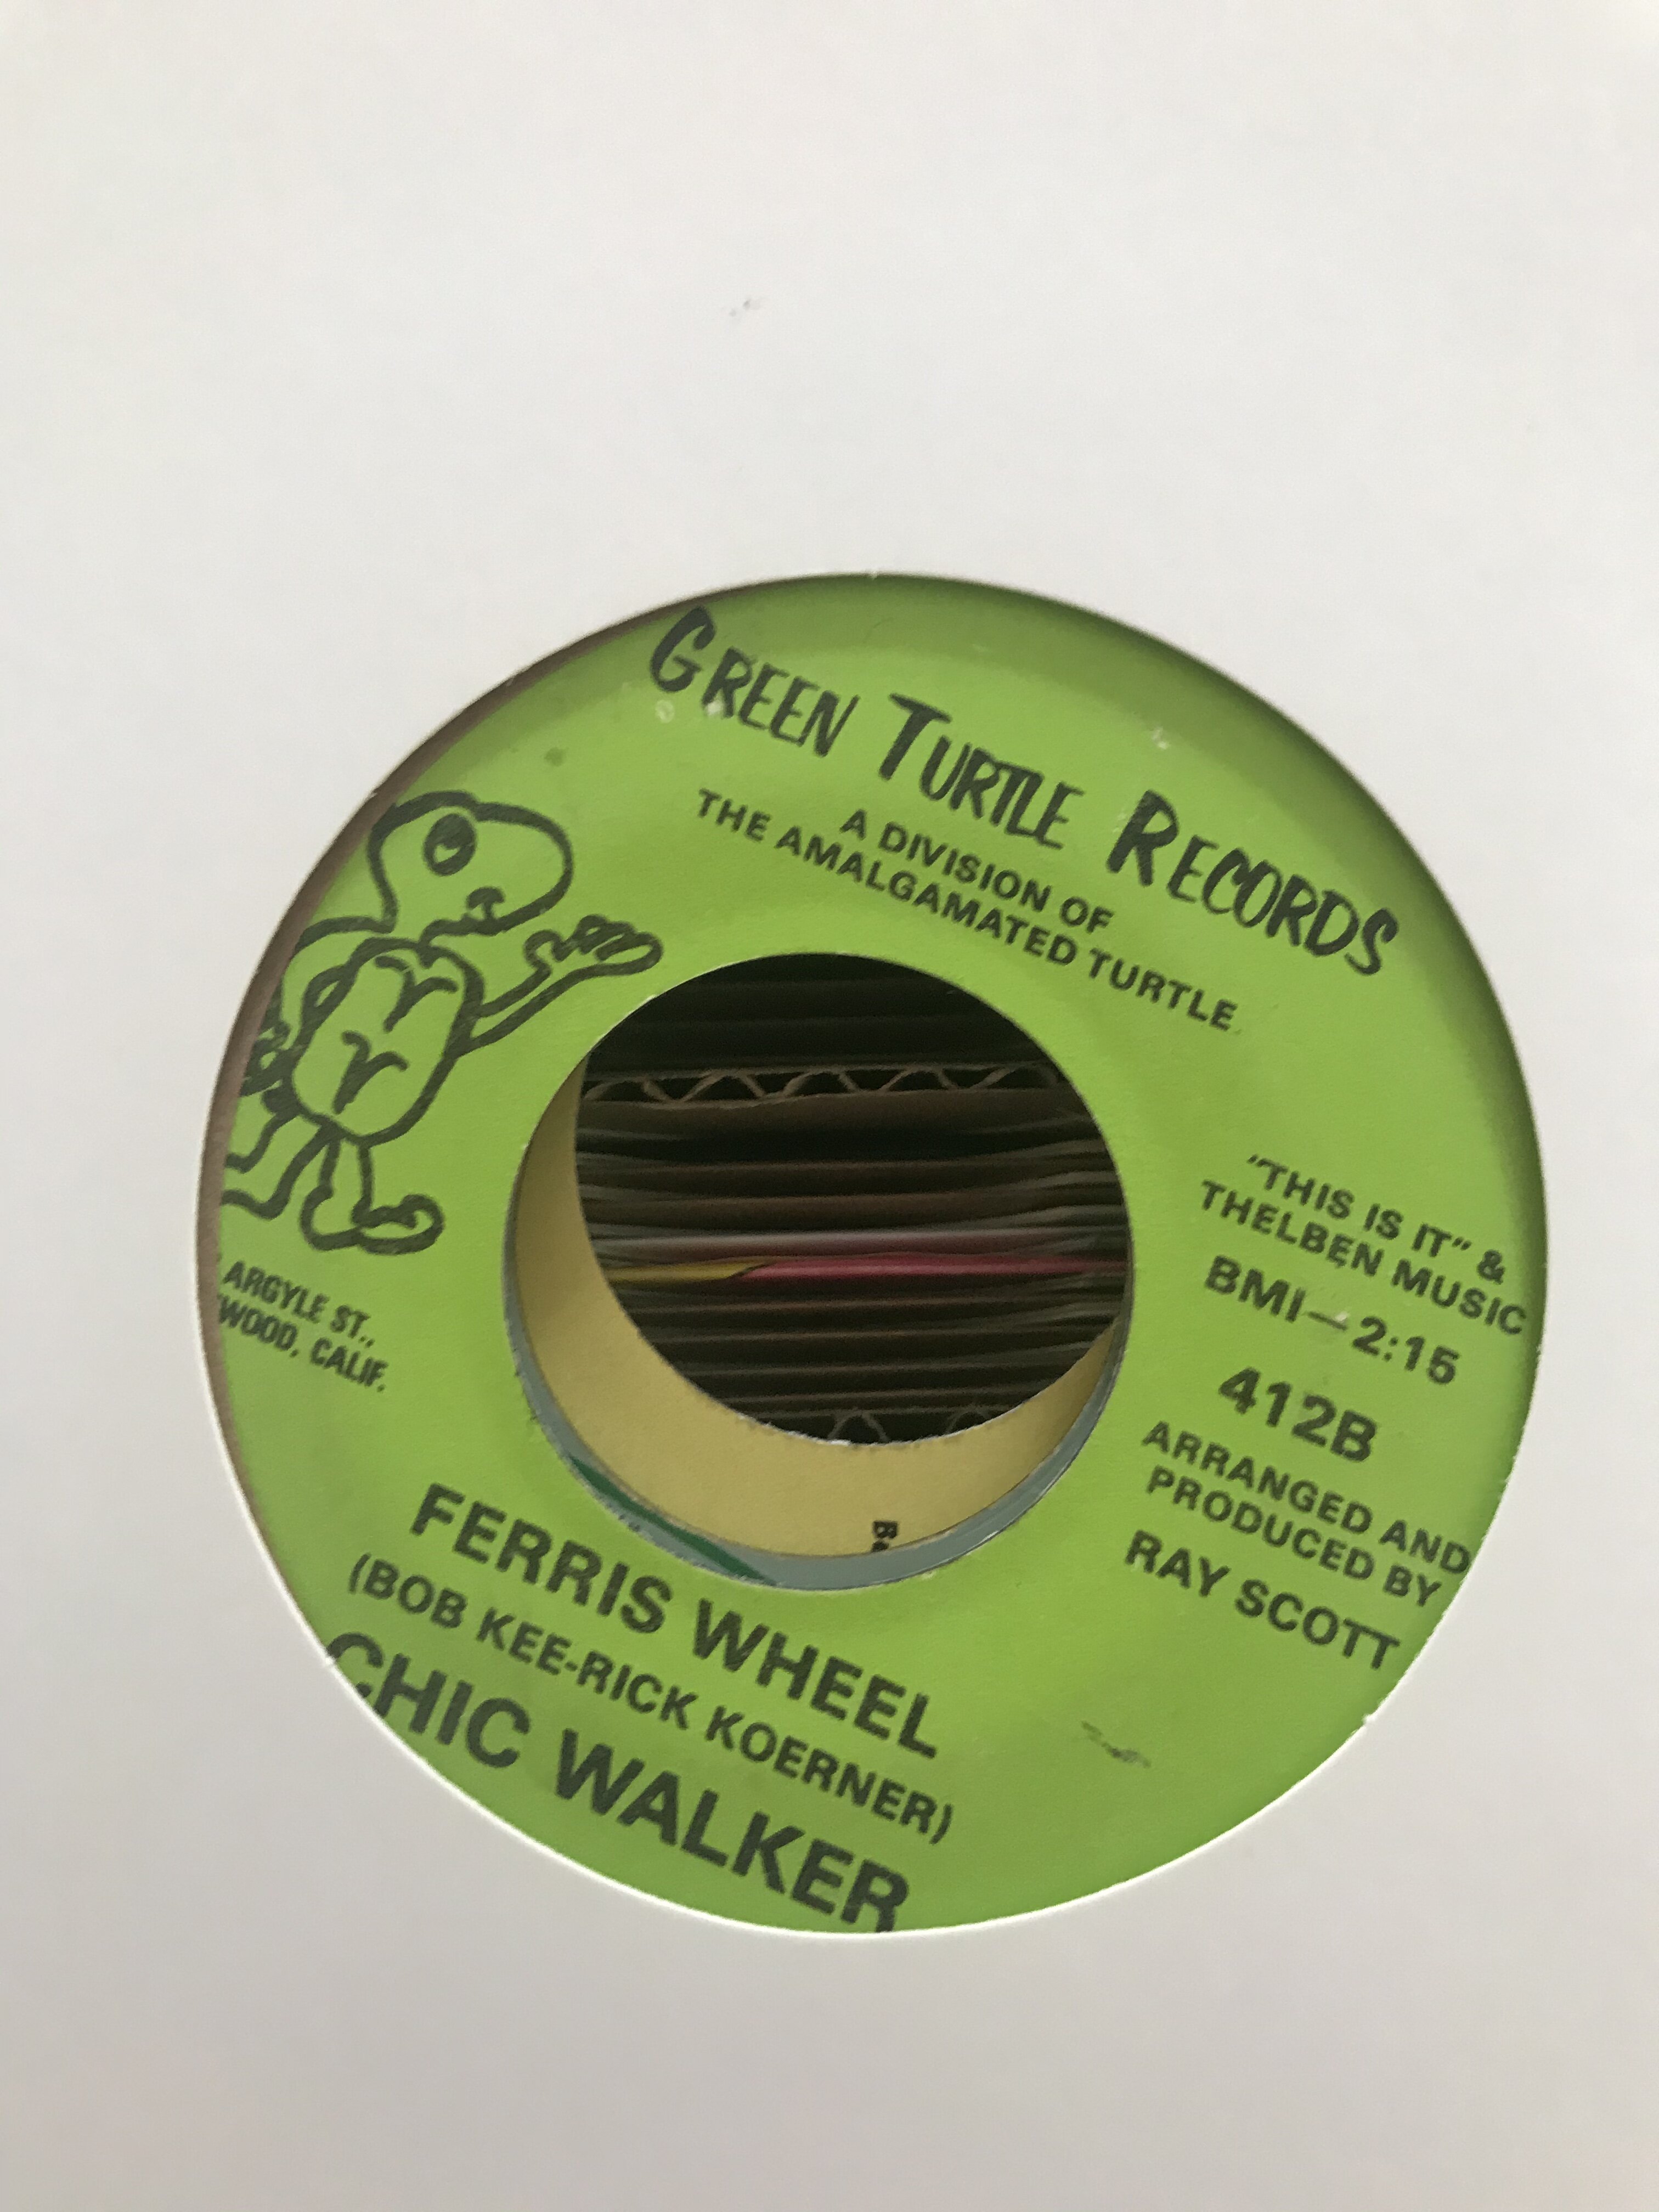 GREEN TURTLE RECORDS
A DIVISION OF
THE AMALGAMATED TURTLE
ARGYLE ST.,
WOOD, CALIF.
"THIS IS IT" &
THELBEN MUSIC
BMI—2:15
412B
ARRANGED AND
PRODUCED BY
RAY SCOTT
FERRIS WHEEL
(BOB KEE-RICK KOERNER)
CHIC WALKER